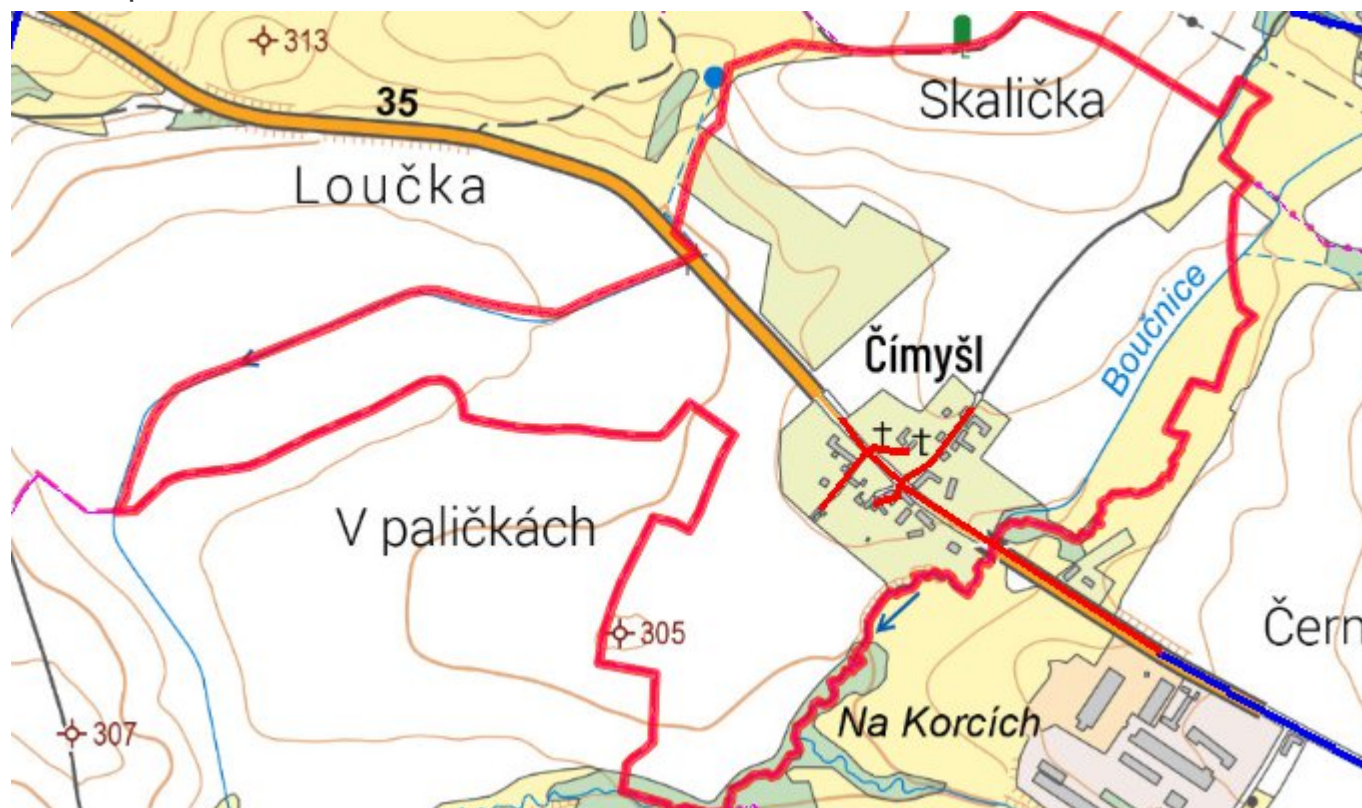 313
35
Skalička
Loučka
Boučnice
Čímyšl
V paličkách
305
Čern
Na Korcích
307